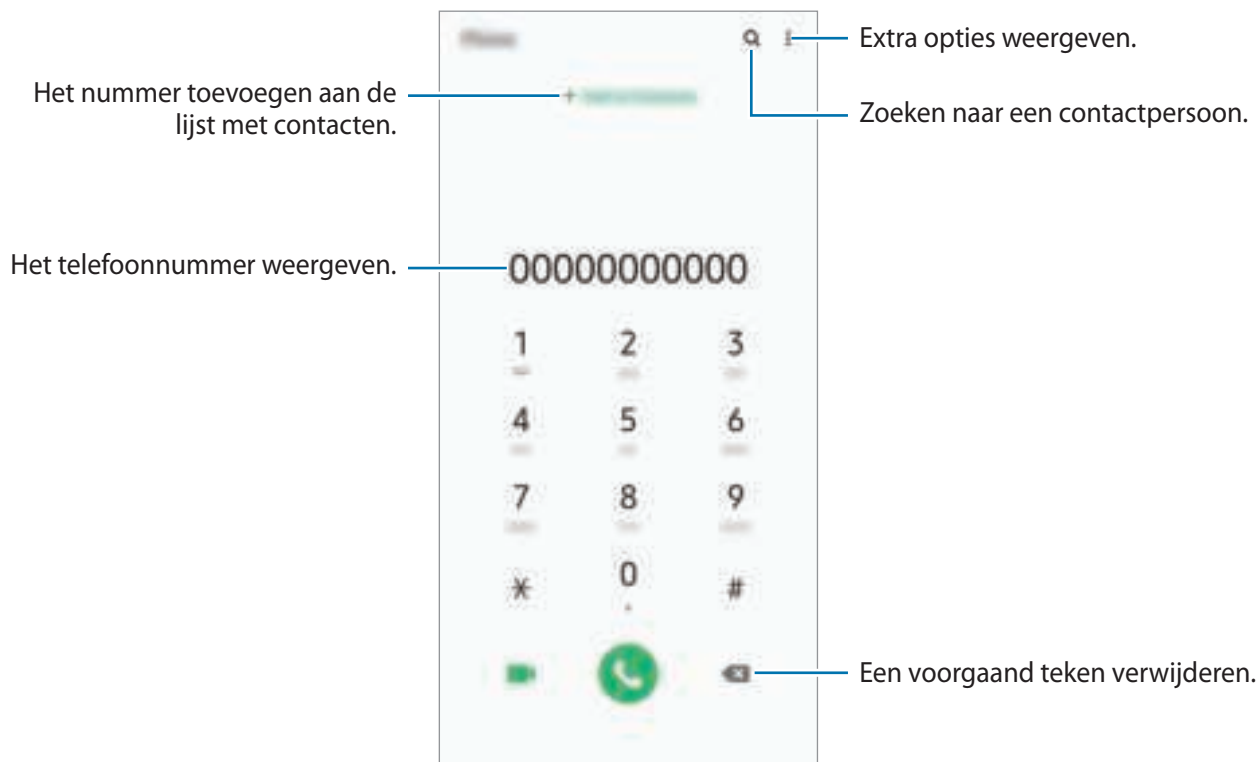 Extra opties weergeven.
Het nummer toevoegen aan de
lijst met contacten.
Zoeken naar een contactpersoon.
Het telefoonnummer weergeven.
00000000000
1 2 3
4 5 6
7 8 9
* 0 #
Een voorgaand teken verwijderen.